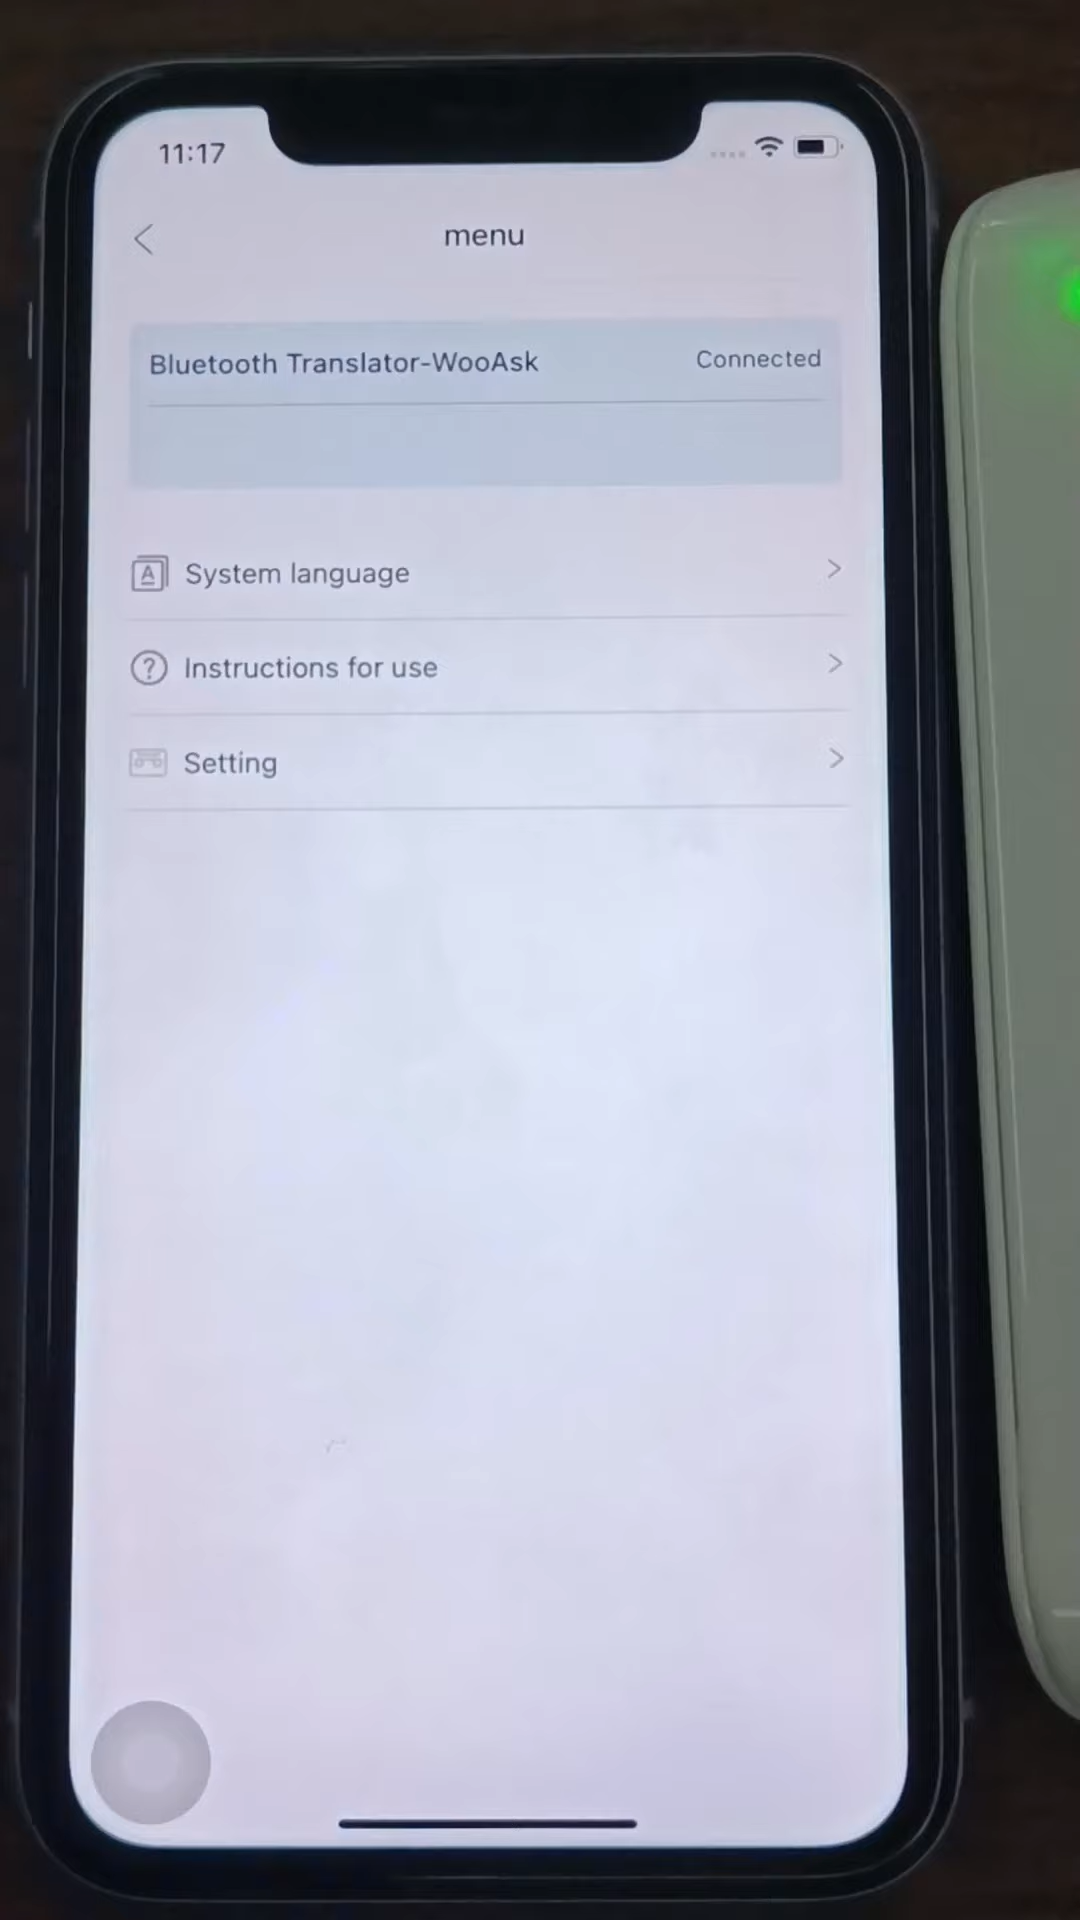 11:17
menu
Bluetooth Translator-WooAsk Connected
System language
Instructions for use
Setting